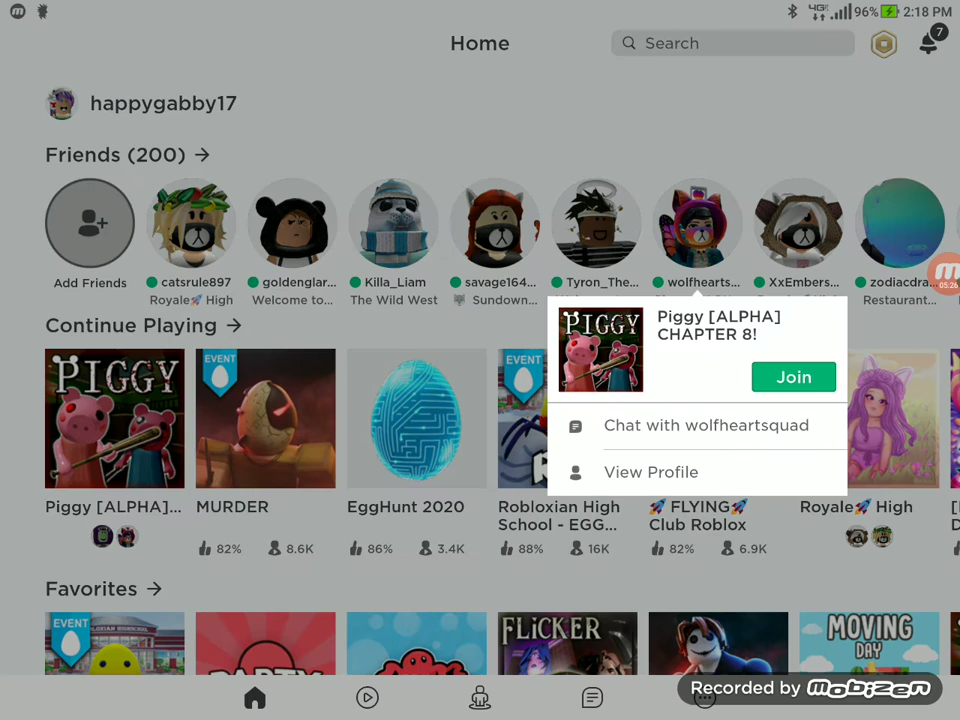 4G
96%
2:18 PM
Home
Search
7
happygabby17
Friends (200) →
Add Friends
catsrule897
Royale🚀 High
goldenglar...
Welcome to...
Killa_Liam
The Wild West
savage164...
Sundown...
Tyron_The...
wolfhearts...
XxEmbers...
zodiacdra...
Restaurant...
05:26
Continue Playing →
Piggy [ALPHA]
CHAPTER 8!
Join
Chat with wolfheartsquad
View Profile
PIGGY
PIGGY
EVENT
EVENT
Piggy [ALPHA]...
MURDER
82%
8.6K
EggHunt 2020
86%
3.4K
Robloxian High
School - EGG...
88%
16K
🚀 FLYING🚀
Club Roblox
82%
6.9K
Royale🚀 High
Favorites →
EVENT
FLICKER
MOVING
DAY
Recorded by mobizen